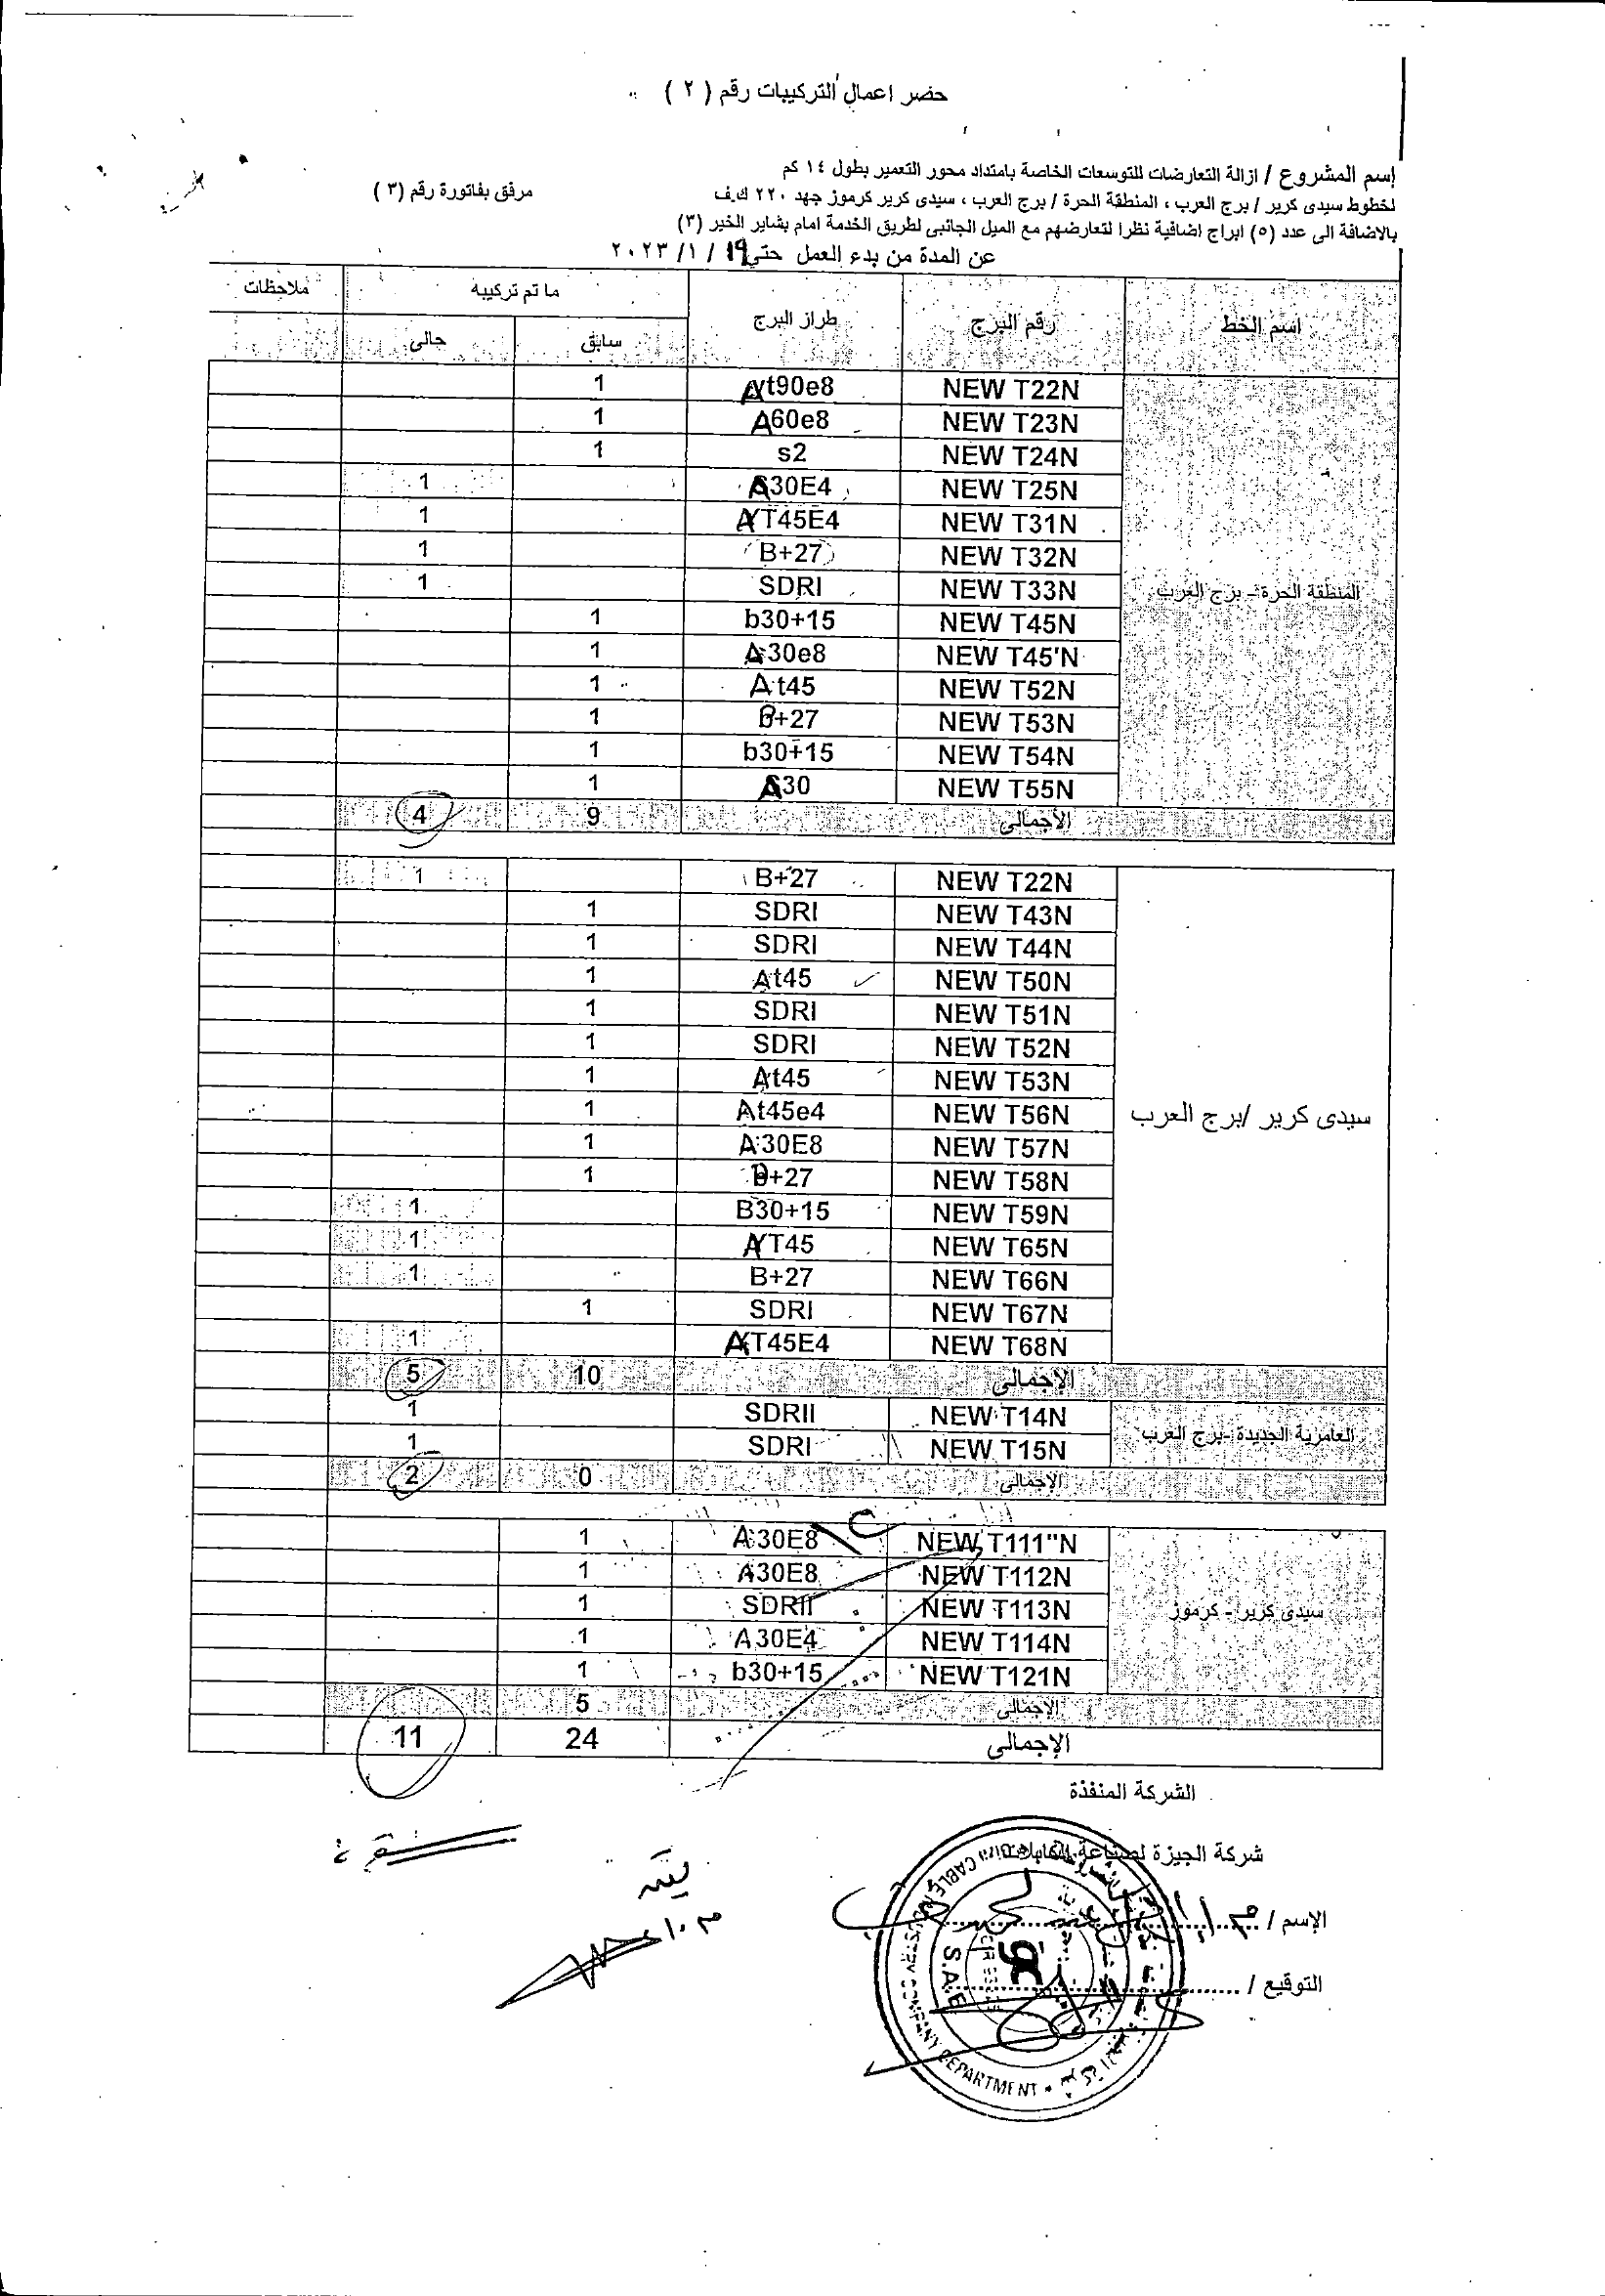 حضر اعمال التركيبات رقم ( ٢ )
إسم المشروع / ازالة التعارضات للتوسعات الخاصة بامتداد محور التعمير بطول ١٤ كم
لخطوط سيدى كرير / برج العرب ، المنطقة الحرة / برج العرب ، سيدى كرير كرموز جهد ٢٢٠ ك.ف
مرفق بفاتورة رقم (٣ )
بالاضافة الى عدد (٥) ابراج اضافية نظرا لتعارضهم مع الميل الجانبى لطريق الخدمة امام بشاير الخير (٣)
عن المدة من بدء العمل حتى ١٩ / ١ / ٢٠٢٣
اسم الخط رقم البرج طراز البرج ما تم تركيبة ملاحظات
سابق حالى
المنطقة الحرة - برج العرب
NEW T22N At90e8 1
NEW T23N A60e8 1
NEW T24N s2 1
NEW T25N A30E4 1
NEW T31N AT45E4 1
NEW T32N B+27 1
NEW T33N SDRI 1
NEW T45N b30+15 1
NEW T45'N A30e8 1
NEW T52N At45 1
NEW T53N B+27 1
NEW T54N b30+15 1
NEW T55N A30 1
الأجمالى 9 4
سيدى كرير /برج العرب
NEW T22N B+27 1
NEW T43N SDRI 1
NEW T44N SDRI 1
NEW T50N At45 1
NEW T51N SDRI 1
NEW T52N SDRI 1
NEW T53N At45 1
NEW T56N At45e4 1
NEW T57N A30E8 1
NEW T58N B+27 1
NEW T59N B30+15 1
NEW T65N AT45 1
NEW T66N B+27 1
NEW T67N SDRI 1
NEW T68N AT45E4 1
الإجمالى 10 5
العامرية الجديدة -برج العرب
NEW T14N SDRII 1
NEW T15N SDRI 1
الإجمالى 0 2
سيدى كرير - كرموز
NEW T111"N A30E8 1
NEW T112N A30E8 1
NEW T113N SDRII 1
NEW T114N A30E4 1
NEW T121N b30+15 1
الإجمالى 5
الإجمالى 24 11
الشركة المنفذة
شركة الجيزة لصناعة الكابلات
الإسم /
التوقيع /
CABLE INDUSTRY COMPANY DEPARTMENT
S.A.E